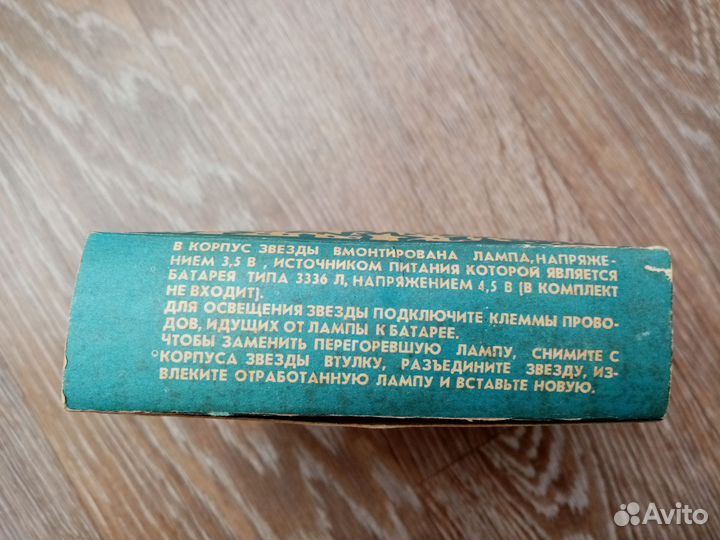 В КОРПУС ЗВЕЗДЫ ВМОНТИРОВАНА ЛАМПА, НАПРЯЖЕ-
НИЕМ 3,5 В , ИСТОЧНИКОМ ПИТАНИЯ КОТОРОЙ ЯВЛЯЕТСЯ
БАТАРЕЯ ТИПА 3336 Л, НАПРЯЖЕНИЕМ 4,5 В (В КОМПЛЕКТ
НЕ ВХОДИТ).
ДЛЯ ОСВЕЩЕНИЯ ЗВЕЗДЫ ПОДКЛЮЧИТЕ КЛЕММЫ ПРОВО-
ДОВ, ИДУЩИХ ОТ ЛАМПЫ К БАТАРЕЕ.
ЧТОБЫ ЗАМЕНИТЬ ПЕРЕГОРЕВШУЮ ЛАМПУ, СНИМИТЕ С
КОРПУСА ЗВЕЗДЫ ВТУЛКУ, РАЗЪЕДИНИТЕ ЗВЕЗДУ, ИЗ-
ВЛЕКИТЕ ОТРАБОТАННУЮ ЛАМПУ И ВСТАВЬТЕ НОВУЮ.
Avito